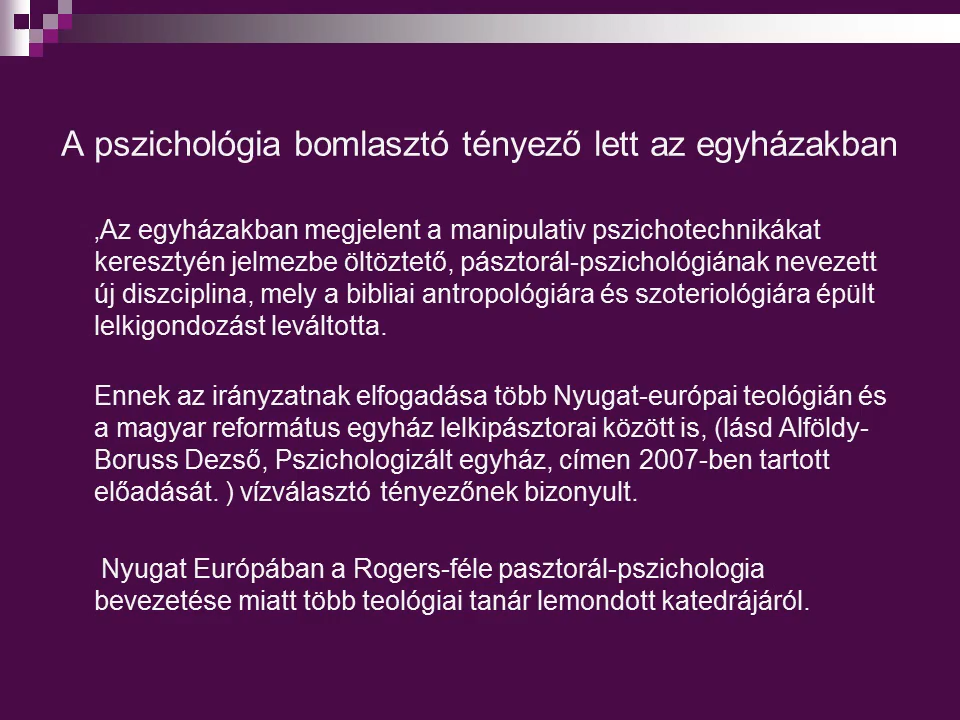 A pszichológia bomlasztó tényező lett az egyházakban
‚Az egyházakban megjelent a manipulativ pszichotechnikákat
keresztyén jelmezbe öltöztető, pásztorál-pszichológiának nevezett
új diszciplina, mely a bibliai antropológiára és szoteriológiára épült
lelkigondozást leváltotta.
Ennek az irányzatnak elfogadása több Nyugat-európai teológián és
a magyar református egyház lelkipásztorai között is, (lásd Alföldy-
Boruss Dezső, Pszichologizált egyház, címen 2007-ben tartott
előadását. ) vízválasztó tényezőnek bizonyult.
Nyugat Európában a Rogers-féle pasztorál-pszichologia
bevezetése miatt több teológiai tanár lemondott katedrájáról.